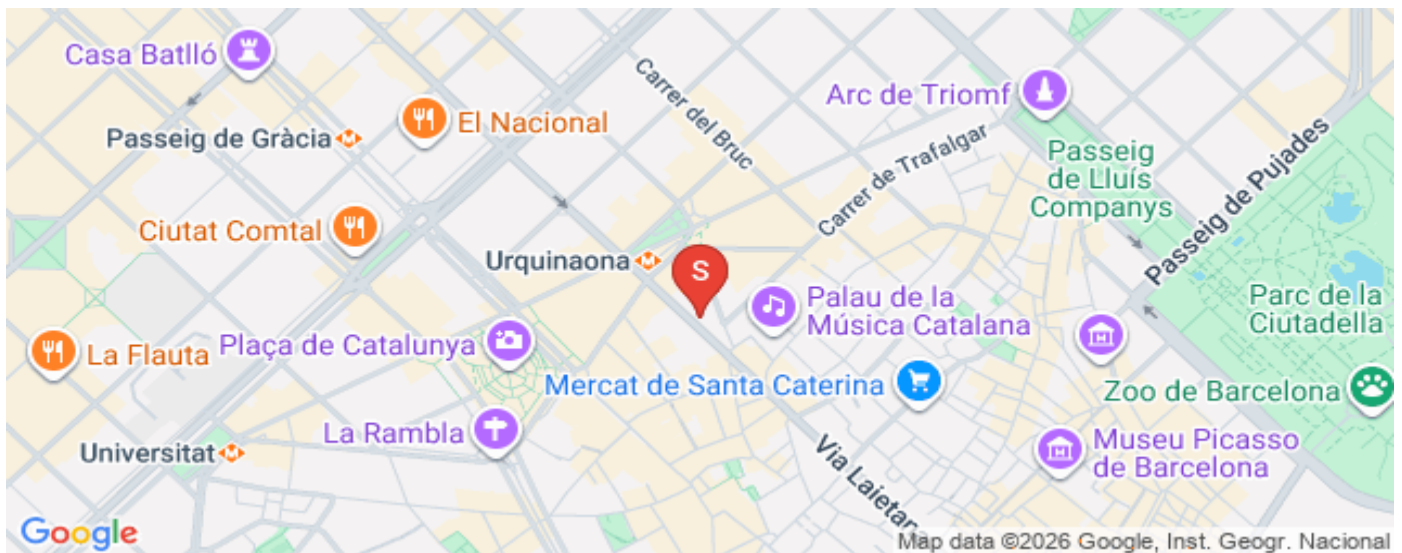 Casa Batlló
Carrer del Bruc
Arc de Triomf
El Nacional
Passeig de Gràcia
Carrer de Trafalgar
Passeig
de Lluís
Companys
Passeig de Pujades
Ciutat Comtal
Urquinaona
S
Palau de la
Música Catalana
Parc de la
Ciutadella
La Flauta
Plaça de Catalunya
Mercat de Santa Caterina
Zoo de Barcelona
La Rambla
Universitat
Museu Picasso
de Barcelona
Via Laietan
Google
Map data ©2026 Google, Inst. Geogr. Nacional